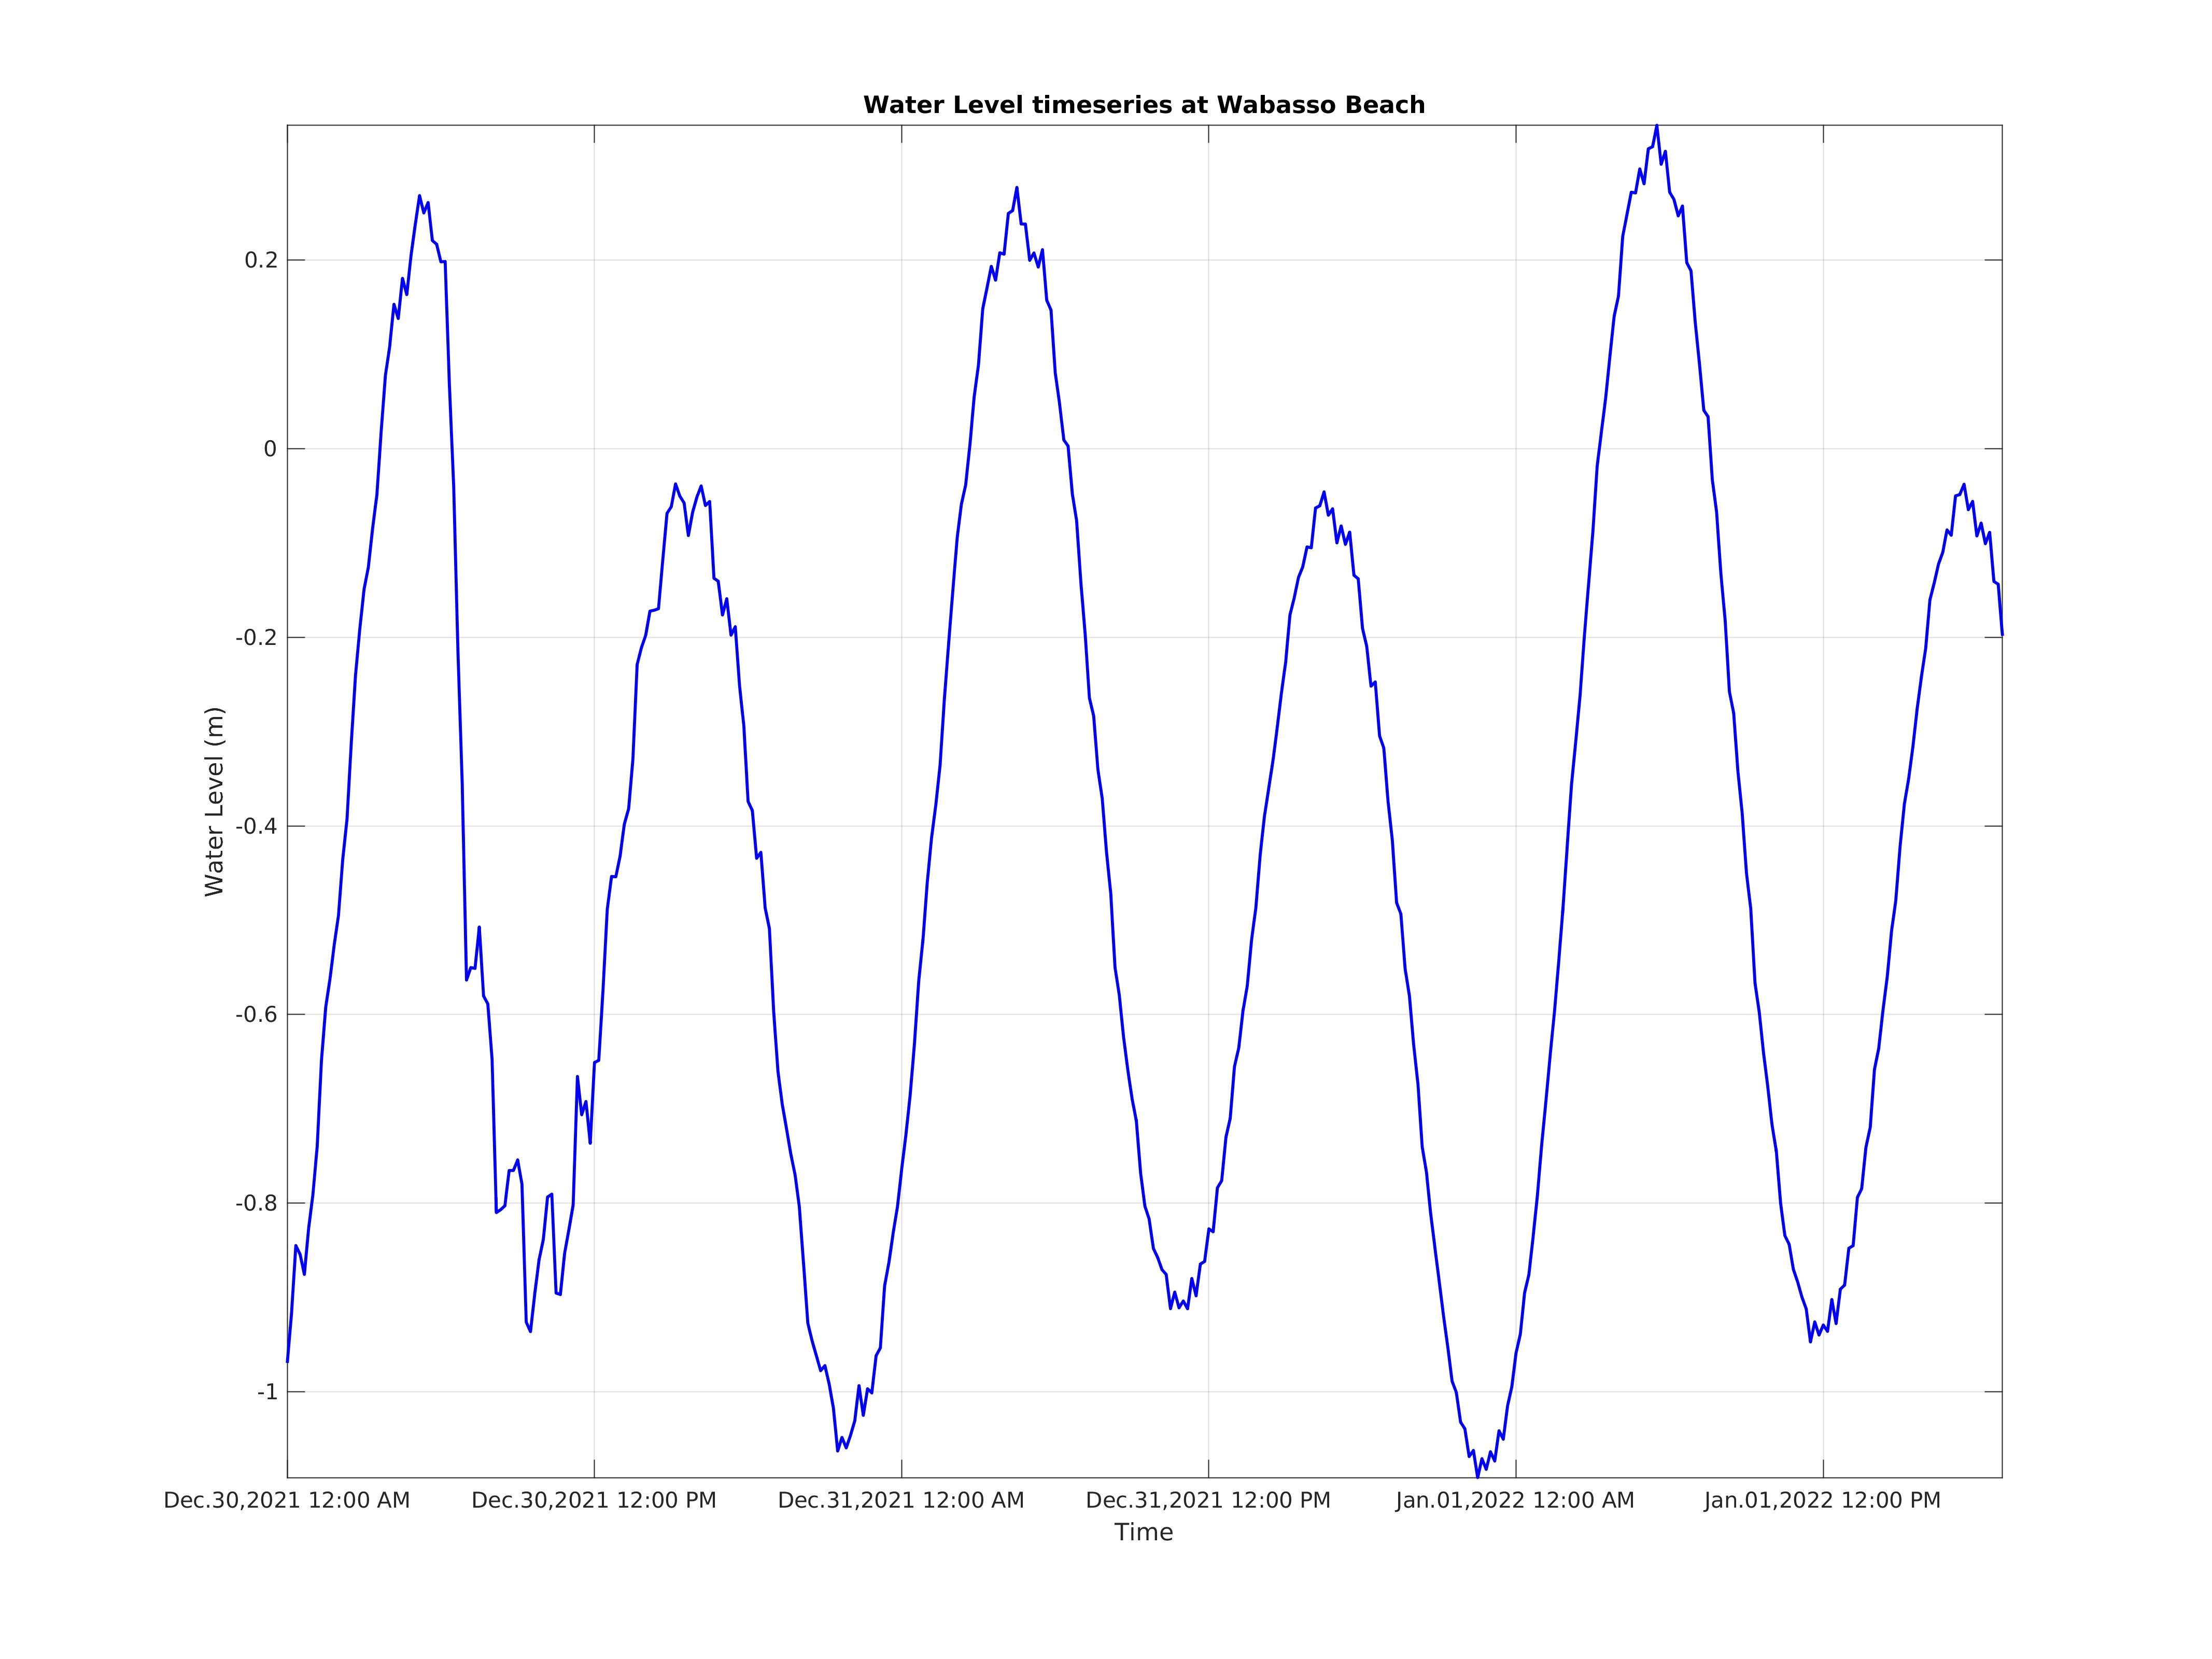 Water Level timeseries at Wabasso Beach
0.2
0
-0.2
-0.4
-0.6
-0.8
-1
Water Level (m)
Dec.30,2021 12:00 AM
Dec.30,2021 12:00 PM
Dec.31,2021 12:00 AM
Dec.31,2021 12:00 PM
Jan.01,2022 12:00 AM
Jan.01,2022 12:00 PM
Time